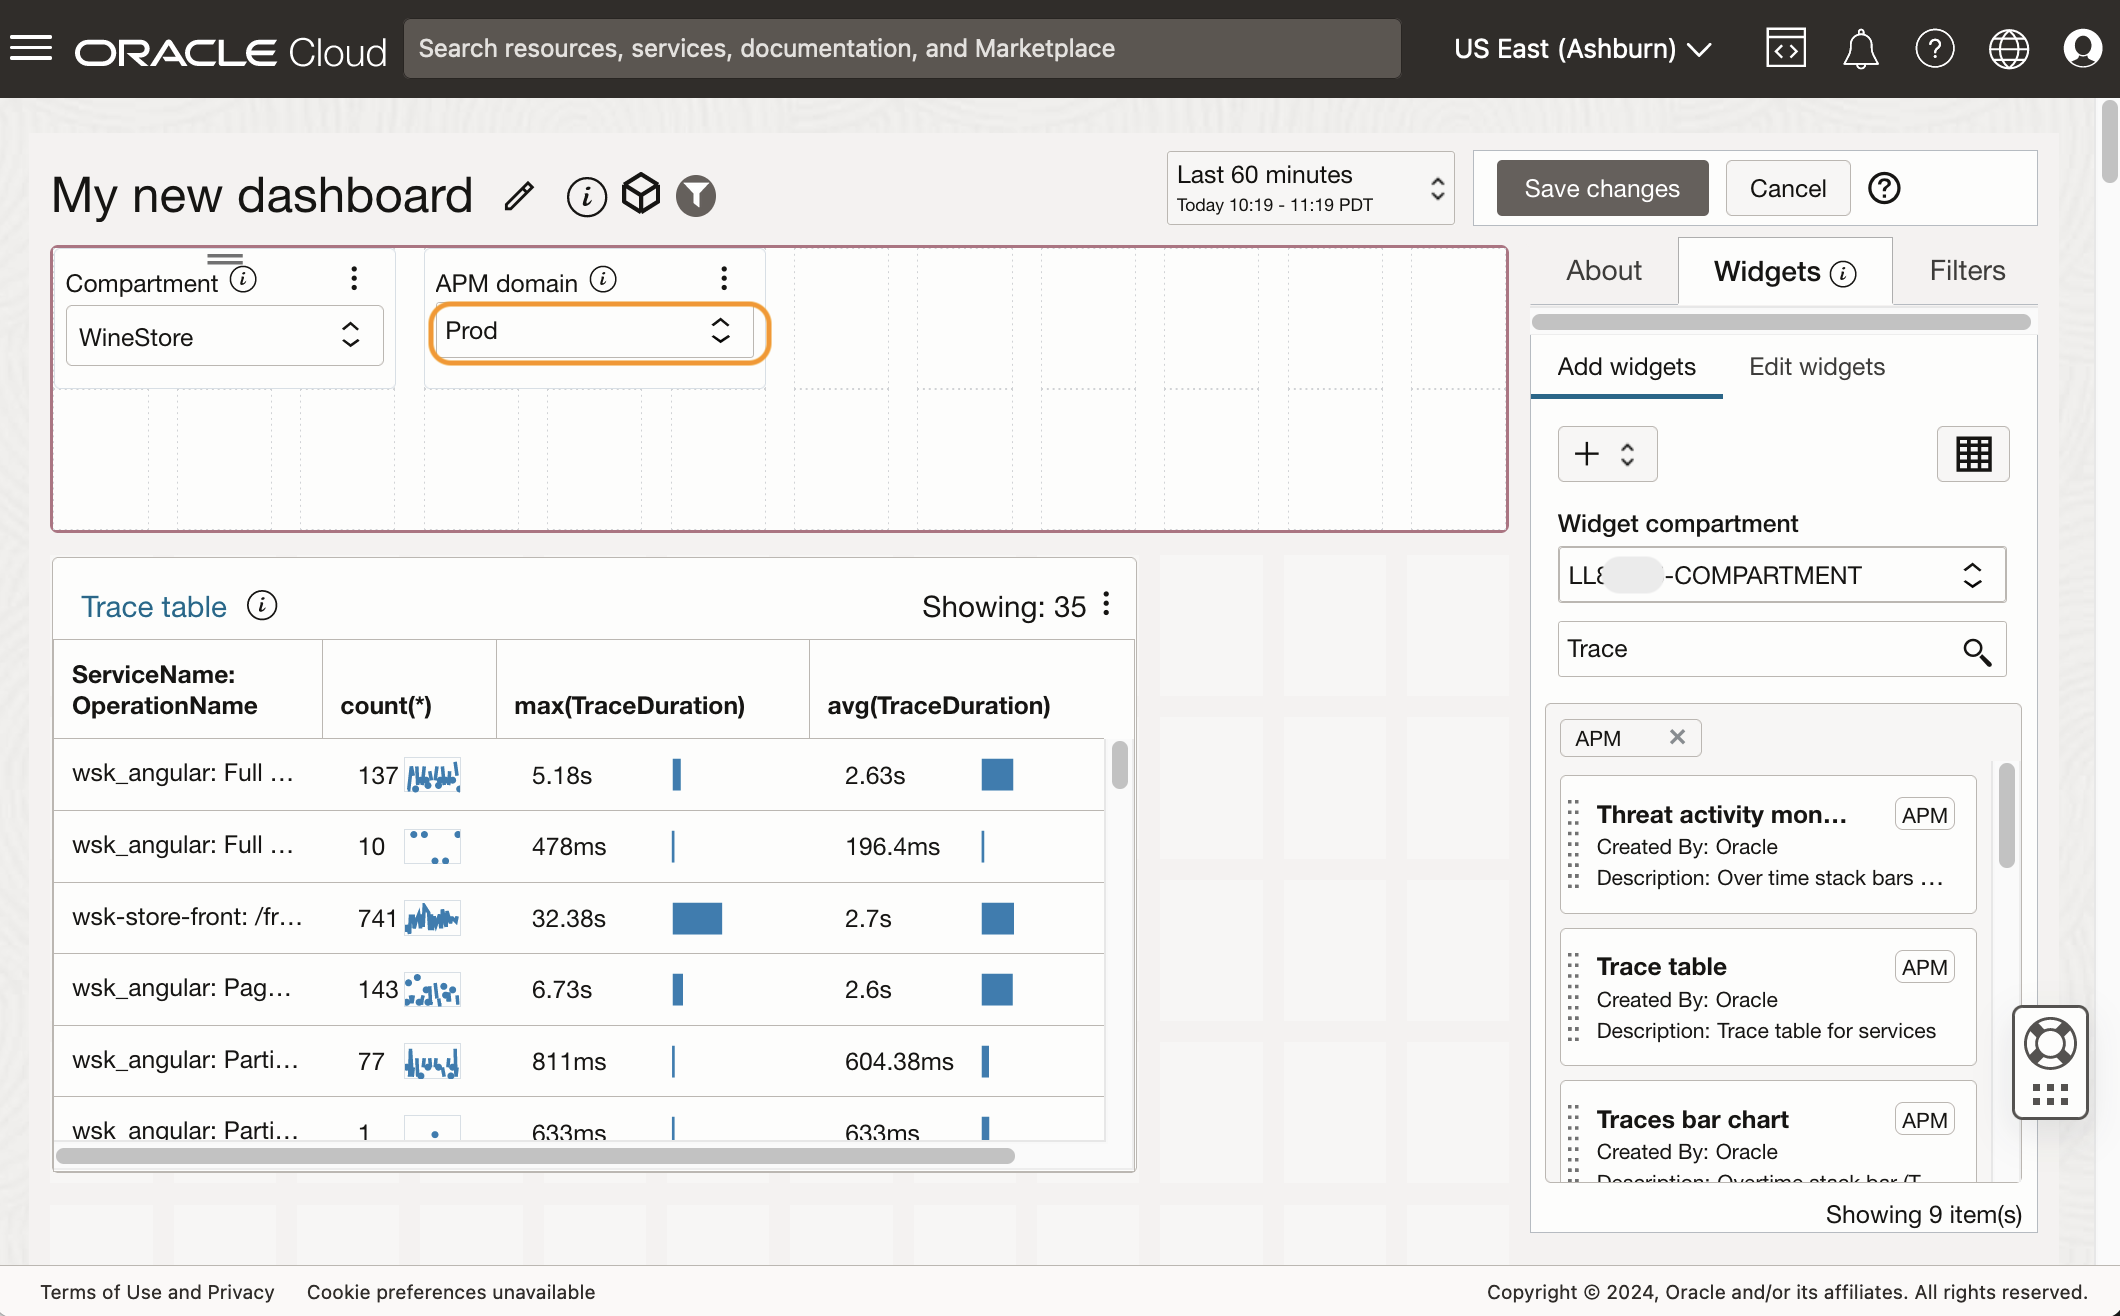 ORACLE Cloud
Search resources, services, documentation, and Marketplace
US East (Ashburn)
My new dashboard
Last 60 minutes
Today 10:19 - 11:19 PDT
Save changes
Cancel
Compartment
WineStore
APM domain
Prod
About
Widgets
Filters
Add widgets
Edit widgets
Widget compartment
-COMPARTMENT
Trace
APM
Threat activity mon...
APM
Created By: Oracle
Description: Over time stack bars ...
Trace table
APM
Created By: Oracle
Description: Trace table for services
Traces bar chart
APM
Created By: Oracle
Description: Overtime stack bar (T
Showing 9 item(s)
Trace table
Showing: 35
ServiceName:
OperationName
count(*)
max(TraceDuration)
avg(TraceDuration)
wsk_angular: Full ...
137
5.18s
2.63s
wsk_angular: Full ...
10
478ms
196.4ms
wsk-store-front: /fr...
741
32.38s
2.7s
wsk_angular: Pag...
143
6.73s
2.6s
wsk_angular: Parti...
77
811ms
604.38ms
wsk_angular: Parti...
1
633ms
633ms
Terms of Use and Privacy
Cookie preferences unavailable
Copyright © 2024, Oracle and/or its affiliates. All rights reserved.